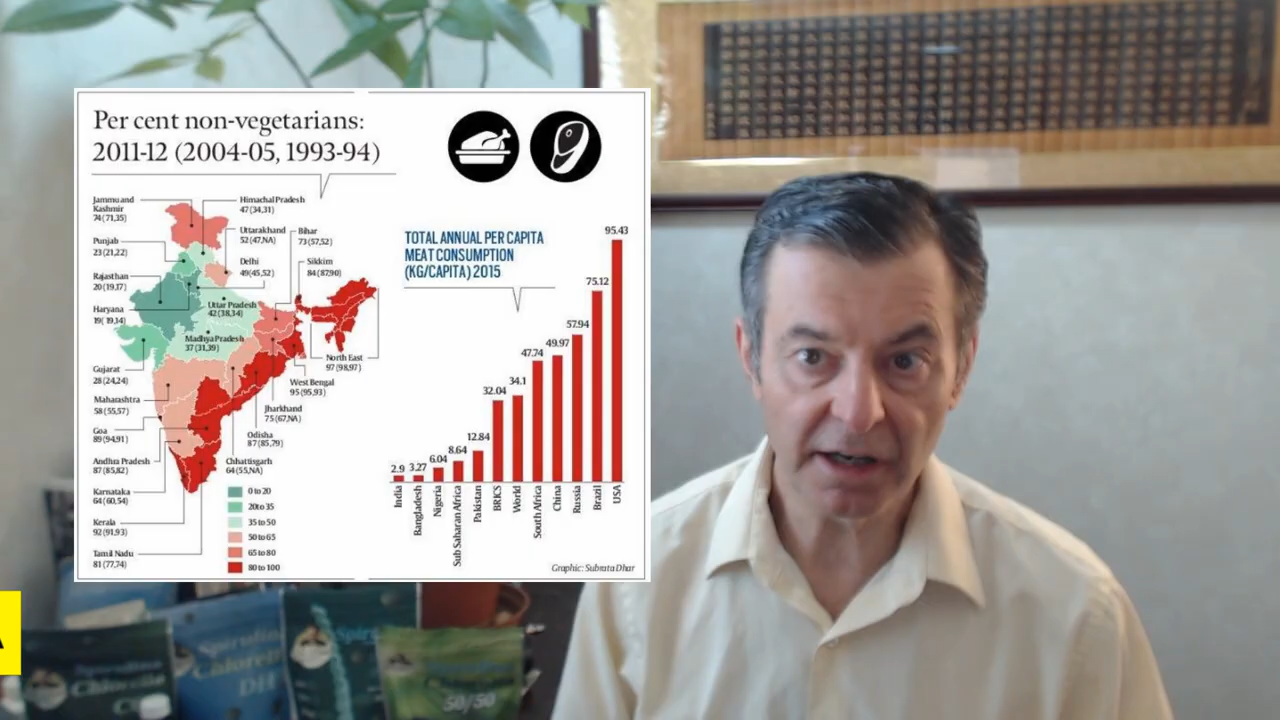 Per cent non-vegetarians:
2011-12 (2004-05, 1993-94)
Jammu and
Kashmir
74 (71,35)
Himachal Pradesh
47 (34,31)
Punjab
23 (21,22)
Uttarakhand
52 (47,NA)
Bihar
73 (57,52)
Rajasthan
20 (19,17)
Delhi
49 (45,52)
Sikkim
84 (87,90)
Haryana
19( 19,14)
Uttar Pradesh
42 (38,34)
Madhya Pradesh
37 (31,39)
North East
97 (98,97)
Gujarat
28 (24,24)
West Bengal
95 (95,93)
Maharashtra
58 (55,57)
Jharkhand
75 (67,NA)
Goa
89 (94,91)
Odisha
87 (85,79)
Andhra Pradesh
87 (85,82)
Chhattisgarh
64 (55,NA)
Karnataka
64 (60,54)
Kerala
92 (91,93)
Tamil Nadu
81 (77,74)
0 to 20
20 to 35
35 to 50
50 to 65
65 to 80
80 to 100
TOTAL ANNUAL PER CAPITA
MEAT CONSUMPTION
(KG/CAPITA) 2015
2.9
3.27
6.04
8.64
12.84
32.04
34.1
47.74
49.97
57.94
75.12
95.43
India
Bangladesh
Nigeria
Sub Saharan Africa
Pakistan
BRICS
World
South Africa
China
Russia
Brazil
USA
Graphic: Subrata Dhar
A
Spirulina
Chlorella
50/50